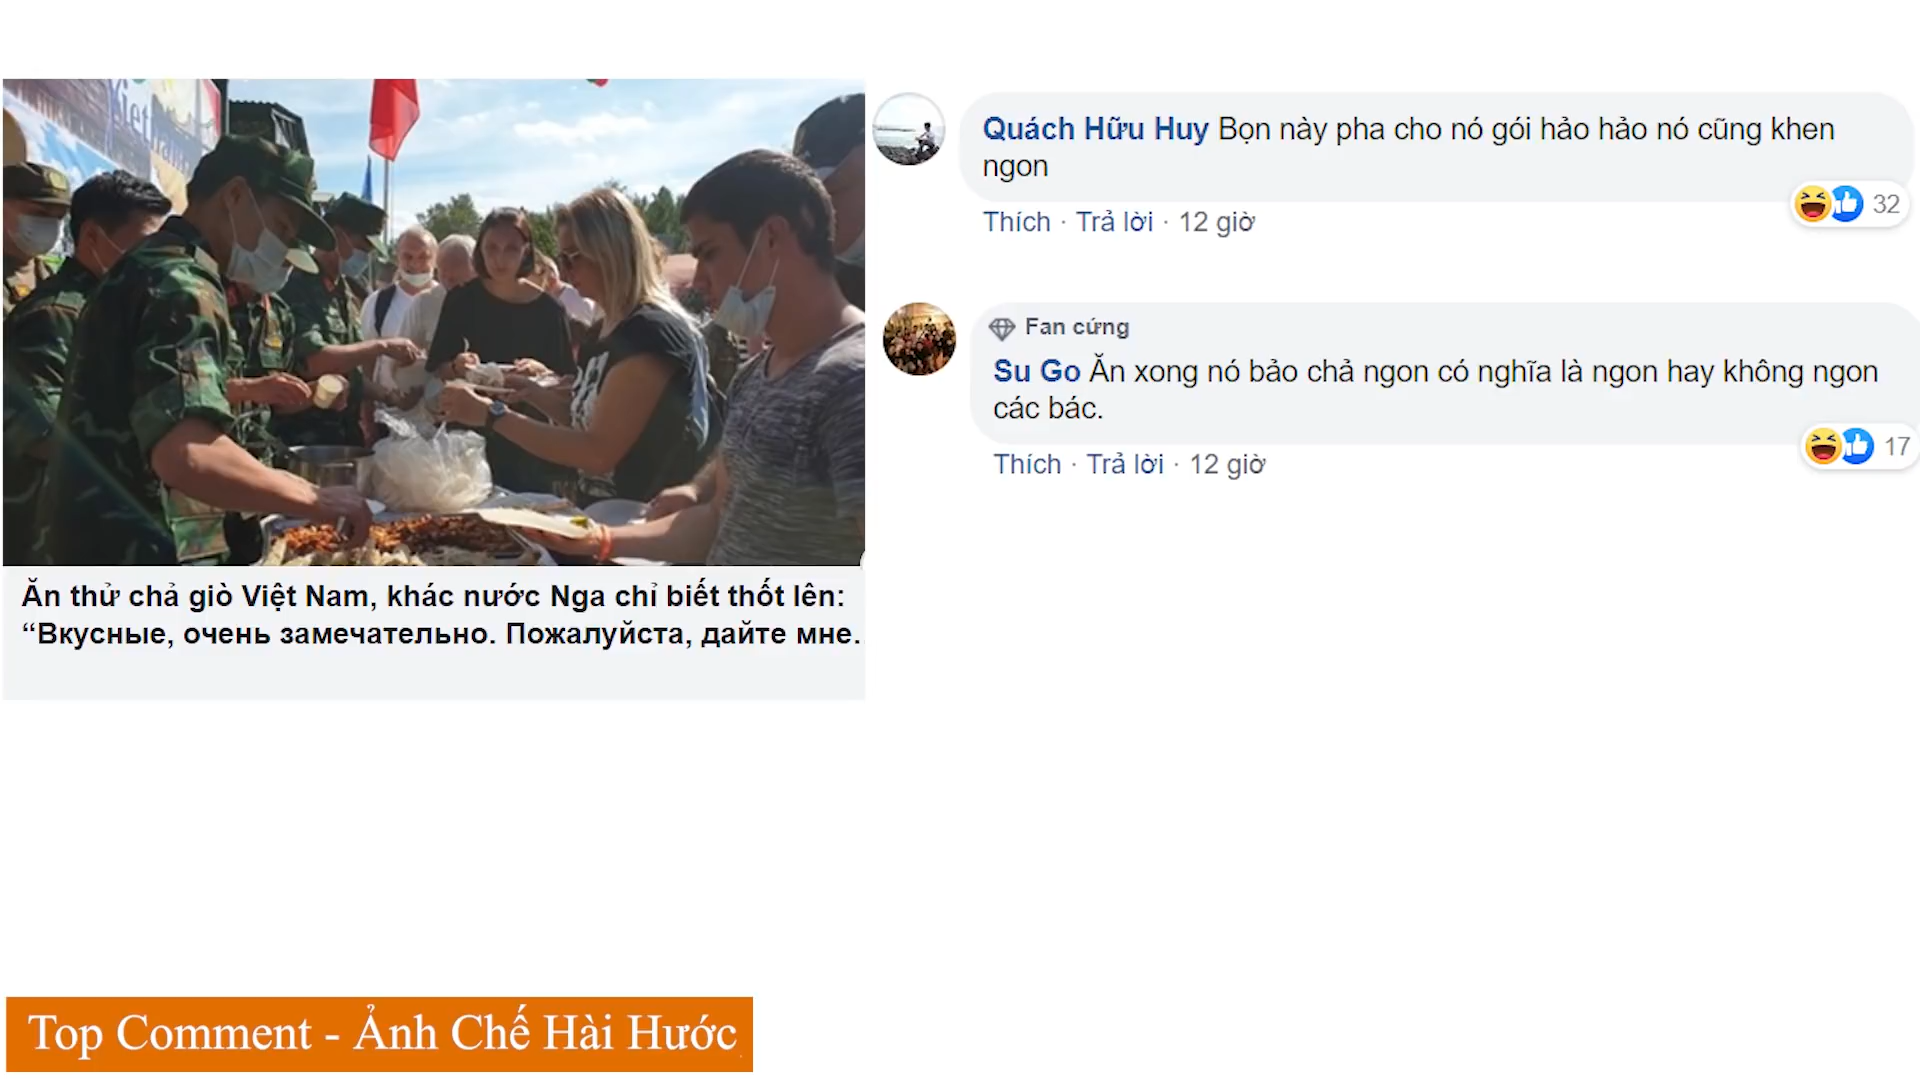 Vietnam
Ăn thử chả giò Việt Nam, khác nước Nga chỉ biết thốt lên:
“Вкусные, очень замечательно. Пожалуйста, дайте мне.
Quách Hữu Huy Bọn này pha cho nó gói hảo hảo nó cũng khen
ngon
Thích · Trả lời · 12 giờ
32
Fan cứng
Su Go Ăn xong nó bảo chả ngon có nghĩa là ngon hay không ngon
các bác.
Thích · Trả lời · 12 giờ
17
Top Comment - Ảnh Chế Hài Hước